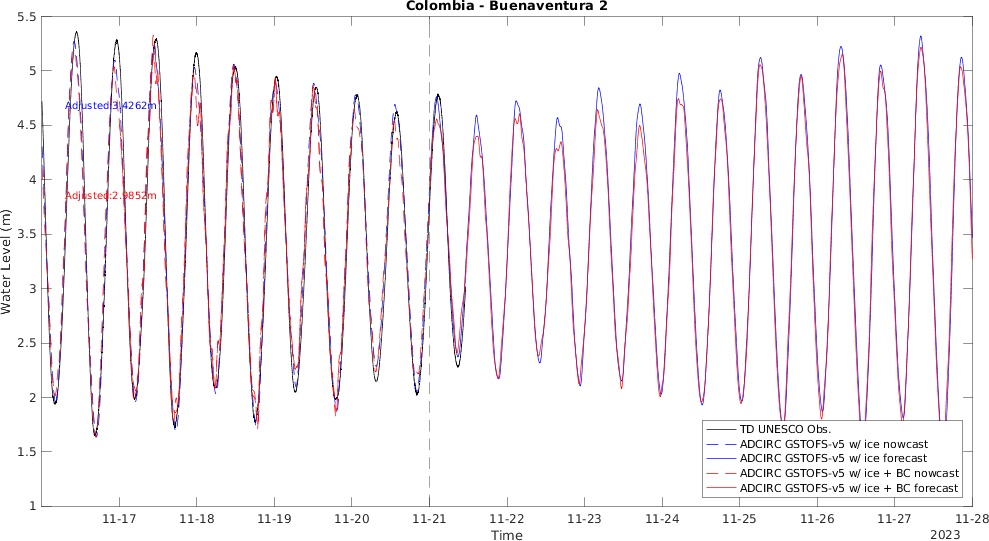 Colombia - Buenaventura 2
5.5
5
4.5
4
3.5
3
2.5
2
1.5
1
Water Level (m)
Adjusted:3.4262m
Adjusted:2.9852m
TD UNESCO Obs.
ADCIRC GSTOFS-v5 w/ ice nowcast
ADCIRC GSTOFS-v5 w/ ice forecast
ADCIRC GSTOFS-v5 w/ ice + BC nowcast
ADCIRC GSTOFS-v5 w/ ice + BC forecast
11-17 11-18 11-19 11-20 11-21 11-22 11-23 11-24 11-25 11-26 11-27 11-28
Time
2023